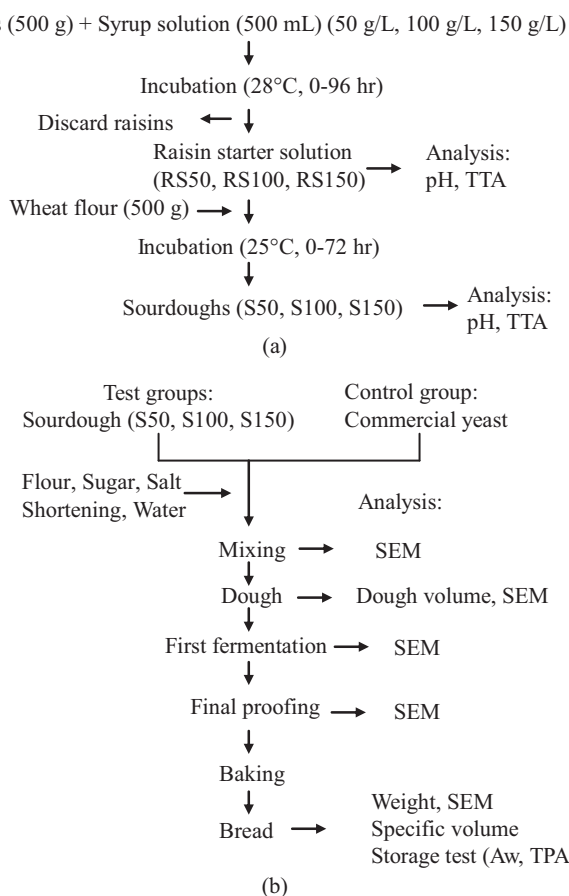 (500 g) + Syrup solution (500 mL) (50 g/L, 100 g/L, 150 g/L)
Incubation (28°C, 0-96 hr)
Discard raisins
Raisin starter solution
(RS50, RS100, RS150)
Analysis:
pH, TTA
Wheat flour (500 g)
Incubation (25°C, 0-72 hr)
Sourdoughs (S50, S100, S150)
Analysis:
pH, TTA
(a)
Test groups:
Sourdough (S50, S100, S150)
Control group:
Commercial yeast
Flour, Sugar, Salt
Shortening, Water
Analysis:
Mixing
SEM
Dough
Dough volume, SEM
First fermentation
SEM
Final proofing
SEM
Baking
Bread
Weight, SEM
Specific volume
Storage test (Aw, TPA
(b)